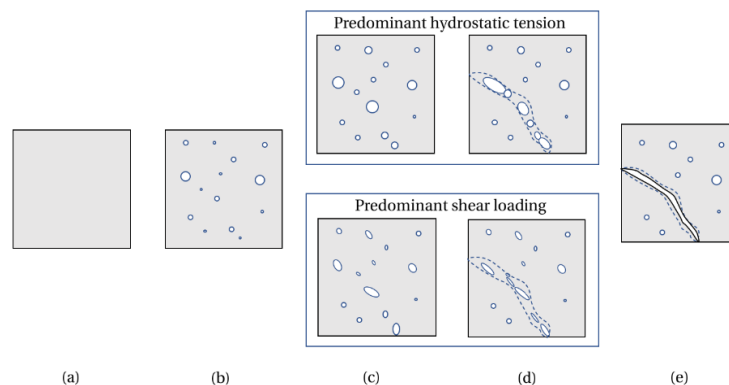 Predominant hydrostatic tension
Predominant shear loading
(a) (b) (c) (d) (e)